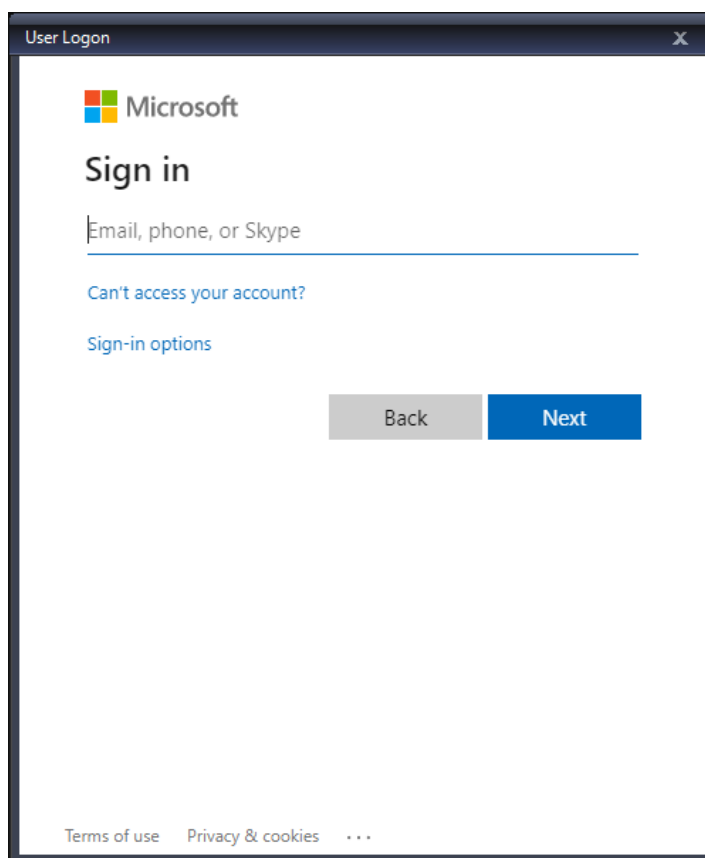 User Logon x
Microsoft
Sign in
Email, phone, or Skype
Can't access your account?
Sign-in options
Back Next
Terms of use Privacy & cookies ...